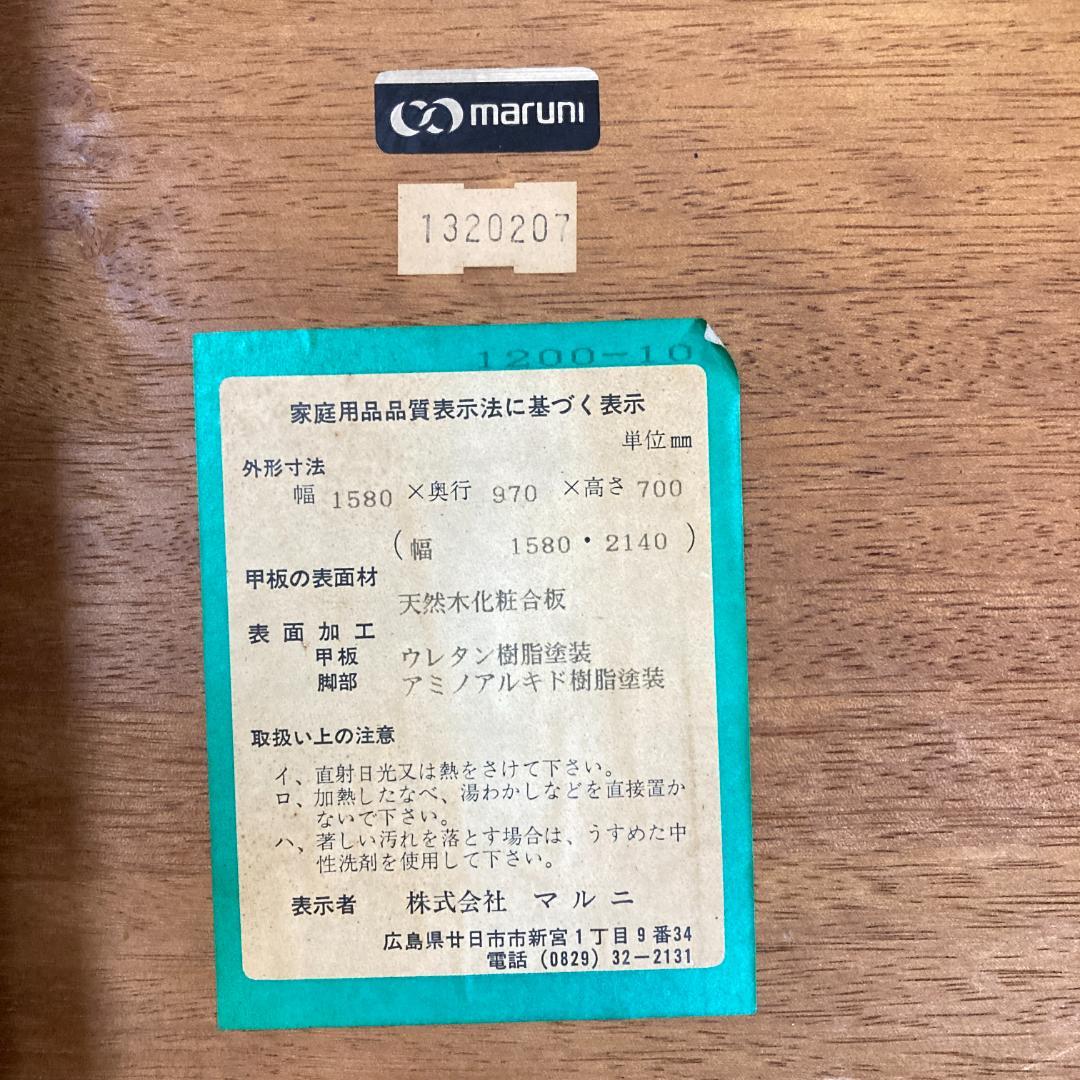 maruni
1320207
1200-10
家庭用品品質表示法に基づく表示
単位㎜
外形寸法
幅 1580 ×奥行 970 ×高さ 700
(幅 1580・2140 )
甲板の表面材
天然木化粧合板
表面加工
甲板 ウレタン樹脂塗装
脚部 アミノアルキド樹脂塗装
取扱い上の注意
イ、直射日光又は熱をさけて下さい。
ロ、加熱したなべ、湯わかしなどを直接置か
ないで下さい。
ハ、著しい汚れを落とす場合は、うすめた中
性洗剤を使用して下さい。
表示者 株式会社 マルニ
広島県廿日市市新宮1丁目9番34
電話 (0829) 32-2131